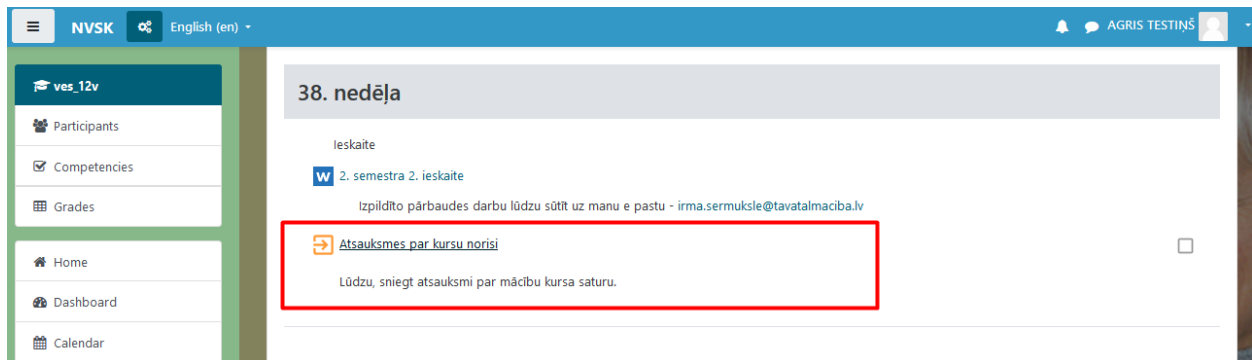 NVSK English (en) AGRIS TESTIŅŠ
ves_12v
Participants
Competencies
Grades
Home
Dashboard
Calendar
38. nedēļa
Ieskaite
W 2. semestra 2. ieskaite
Izpildīto pārbaudes darbu lūdzu sūtīt uz manu e pastu - irma.sermuksle@tavatalmaciba.lv
Atsauksmes par kursu norisi
Lūdzu, sniegt atsauksmi par mācību kursa saturu.